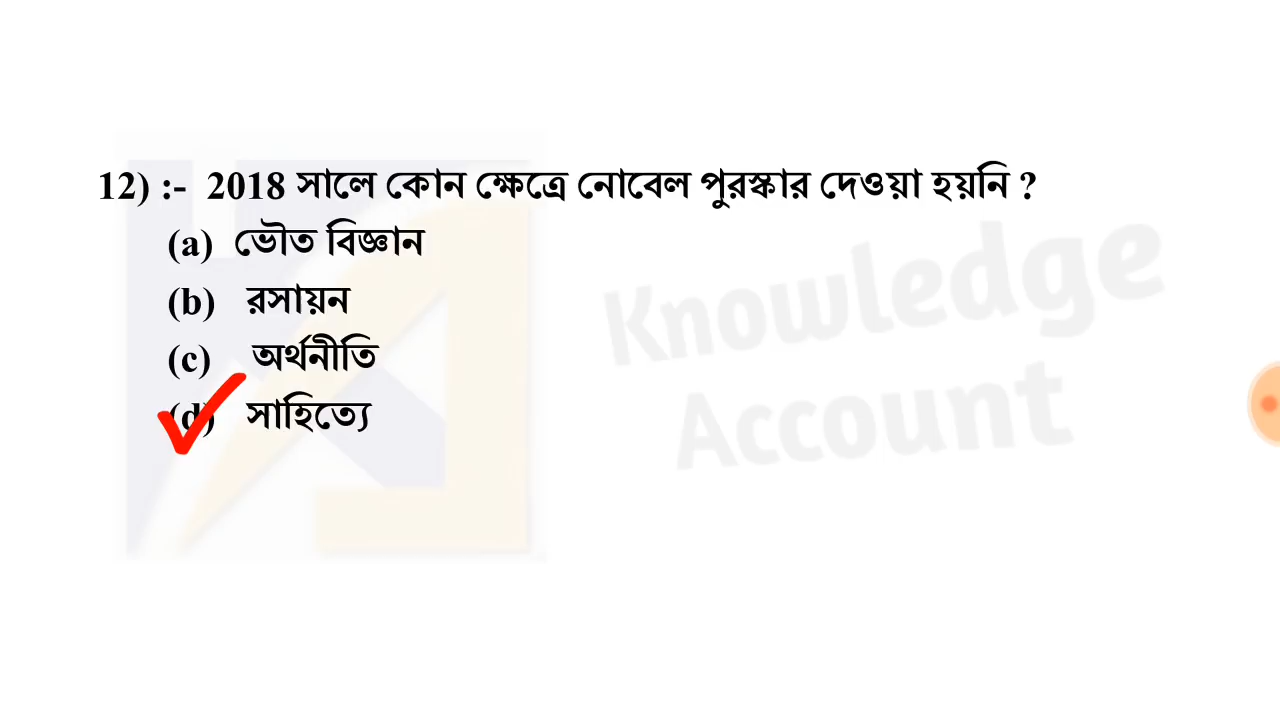 12) :- 2018 সালে কোন ক্ষেত্রে নোবেল পুরস্কার দেওয়া হয়নি ?
(a) ভৌত বিজ্ঞান
(b) রসায়ন
(c) অর্থনীতি
(d) সাহিত্যে
Knowledge
Account